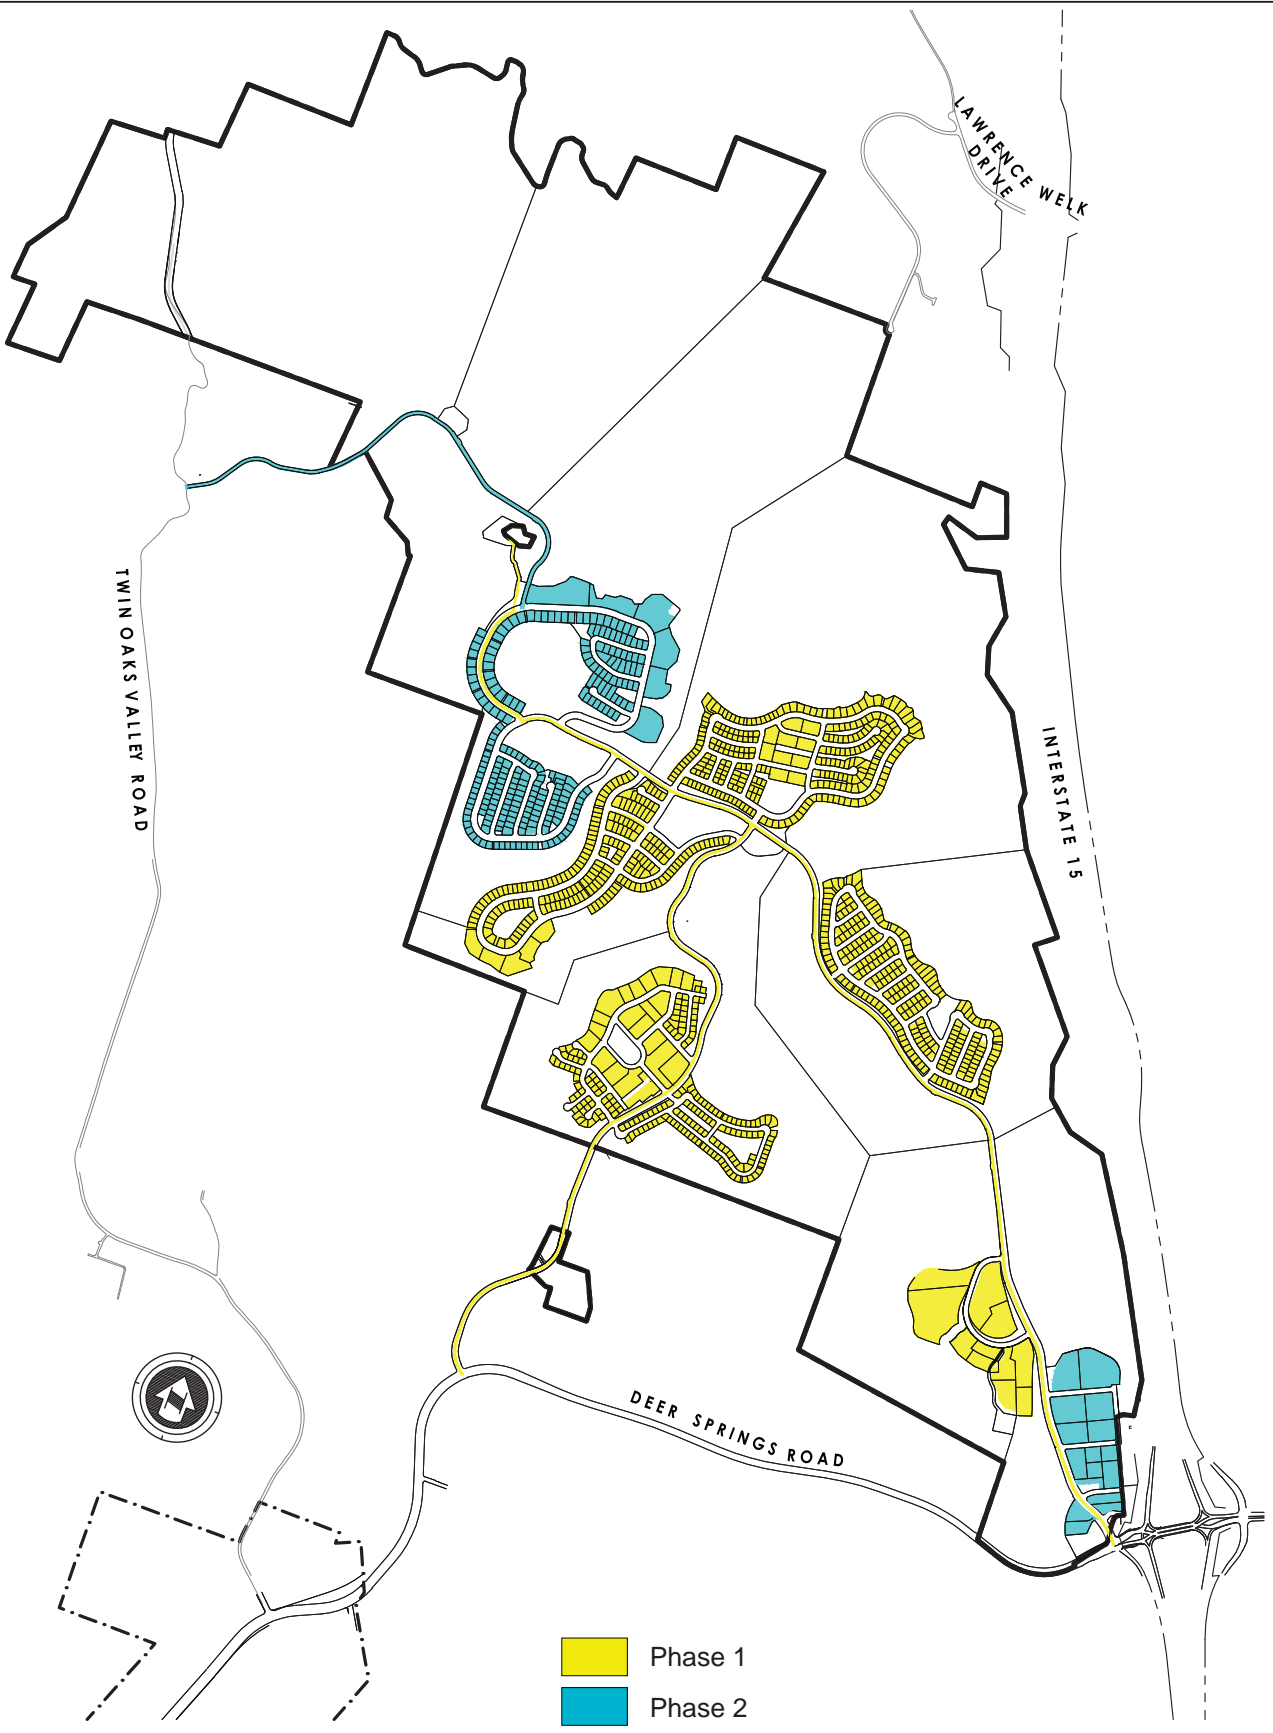 LAWRENCE WELK
DRIVE
TWIN OAKS VALLEY ROAD
INTERSTATE 15
DEER SPRINGS ROAD
Phase 1
Phase 2